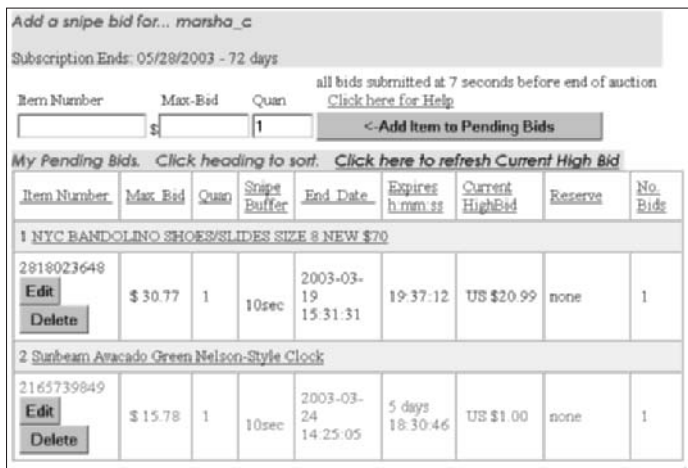 Add a snipe bid for... marsha_c
Subscription Ends: 05/28/2003 - 72 days
all bids submitted at 7 seconds before end of auction
Item Number Max-Bid Quan Click here for Help
$ 1 <-Add Item to Pending Bids
My Pending Bids. Click heading to sort. Click here to refresh Current High Bid
Item Number Max Bid Quan Snipe Buffer End Date Expires h:mm:ss Current HighBid Reserve No. Bids
1 NYC BANDOLINO SHOES/SLIDES SIZE 8 NEW $70
2818023648
Edit
Delete
$ 30.77 1 10sec
2003-03-
19
15:31:31
19:37:12 US $20.99 none 1
2 Sunbeam Avacado Green Nelson-Style Clock
2165739849
Edit
Delete
$ 15.78 1 10sec
2003-03-
24
14:25:05
5 days
18:30:46
US $1.00 none 1